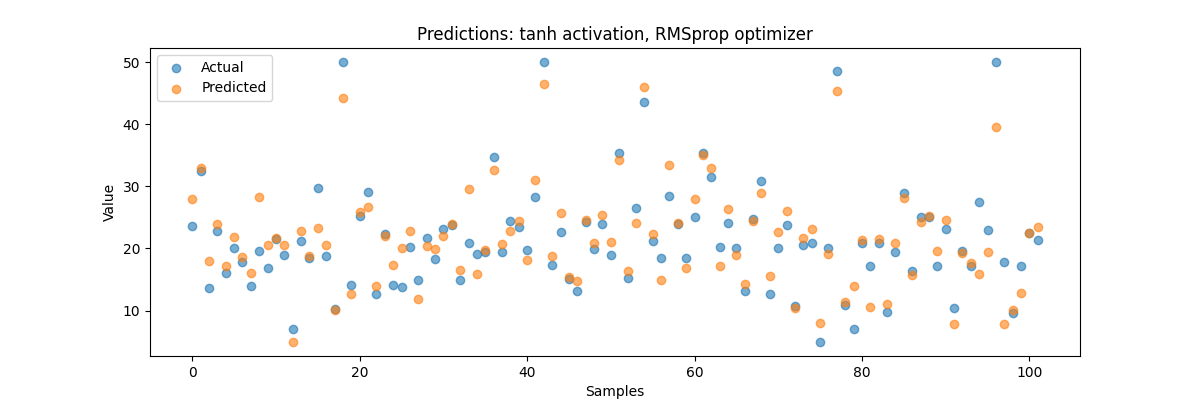 Predictions: tanh activation, RMSprop optimizer
Actual
Predicted
50
40
30
20
10
Value
0 20 40 60 80 100
Samples